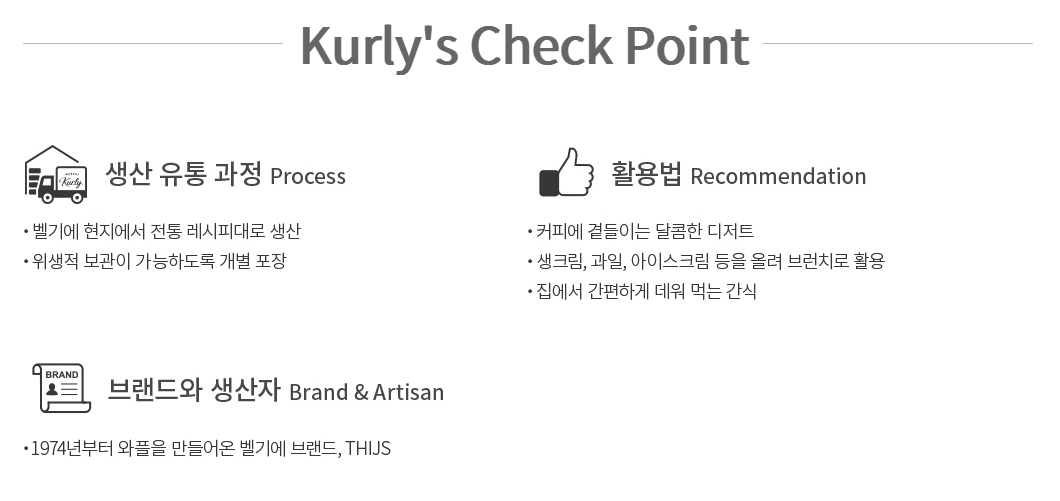 Kurly's Check Point
생산 유통 과정 Process
• 벨기에 현지에서 전통 레시피대로 생산
• 위생적 보관이 가능하도록 개별 포장
활용법 Recommendation
• 커피에 곁들이는 달콤한 디저트
• 생크림, 과일, 아이스크림 등을 올려 브런치로 활용
• 집에서 간편하게 데워 먹는 간식
브랜드와 생산자 Brand & Artisan
• 1974년부터 와플을 만들어온 벨기에 브랜드, THIJS
Kurly
BRAND